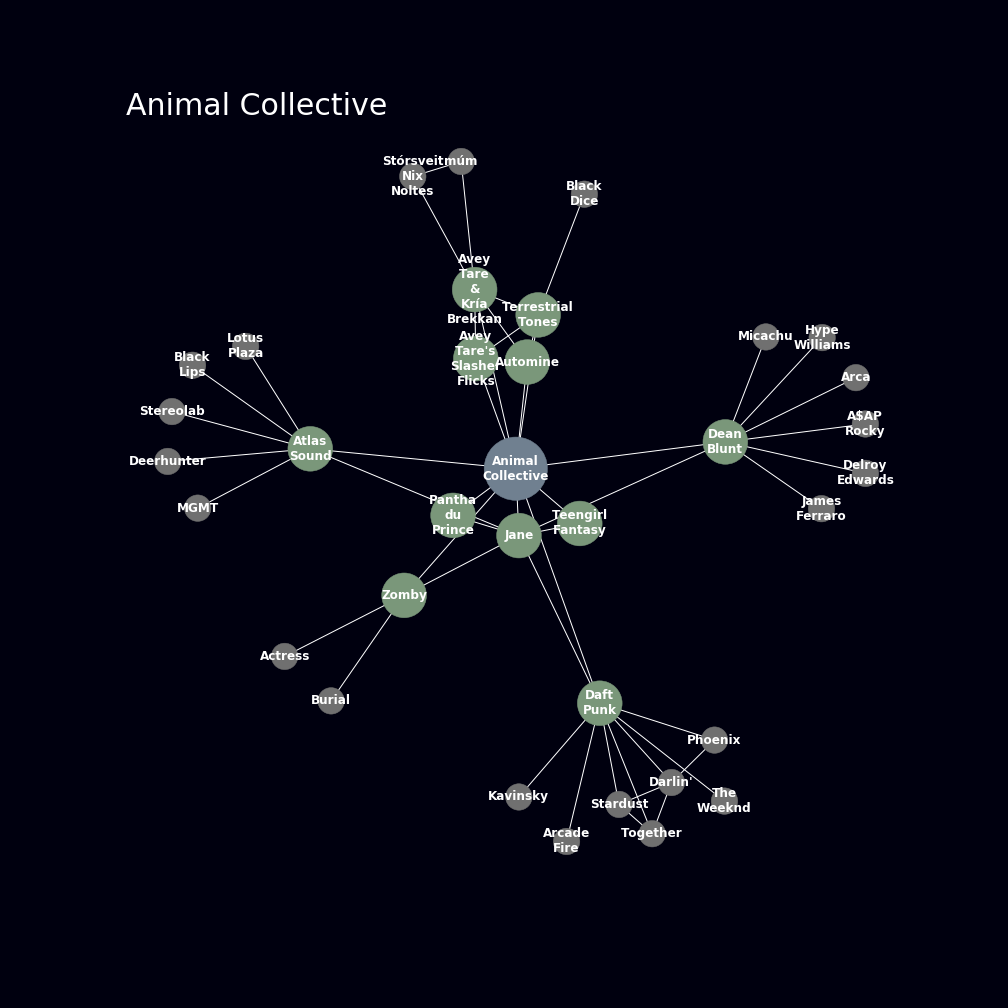 Animal Collective
Stórsveit
Nix
Noltes
múm
Black
Dice
Avey
Tare
&
Kría
Brekkan
Terrestrial
Tones
Avey
Tare's
Slasher
Flicks
Automine
Lotus
Plaza
Black
Lips
Stereolab
Deerhunter
MGMT
Atlas
Sound
Animal
Collective
Micachu
Hype
Williams
Arca
A$AP
Rocky
Delroy
Edwards
James
Ferraro
Dean
Blunt
Pantha
du
Prince
Jane
Teengirl
Fantasy
Zomby
Actress
Burial
Daft
Punk
Phoenix
Darlin'
The
Weeknd
Kavinsky
Stardust
Together
Arcade
Fire